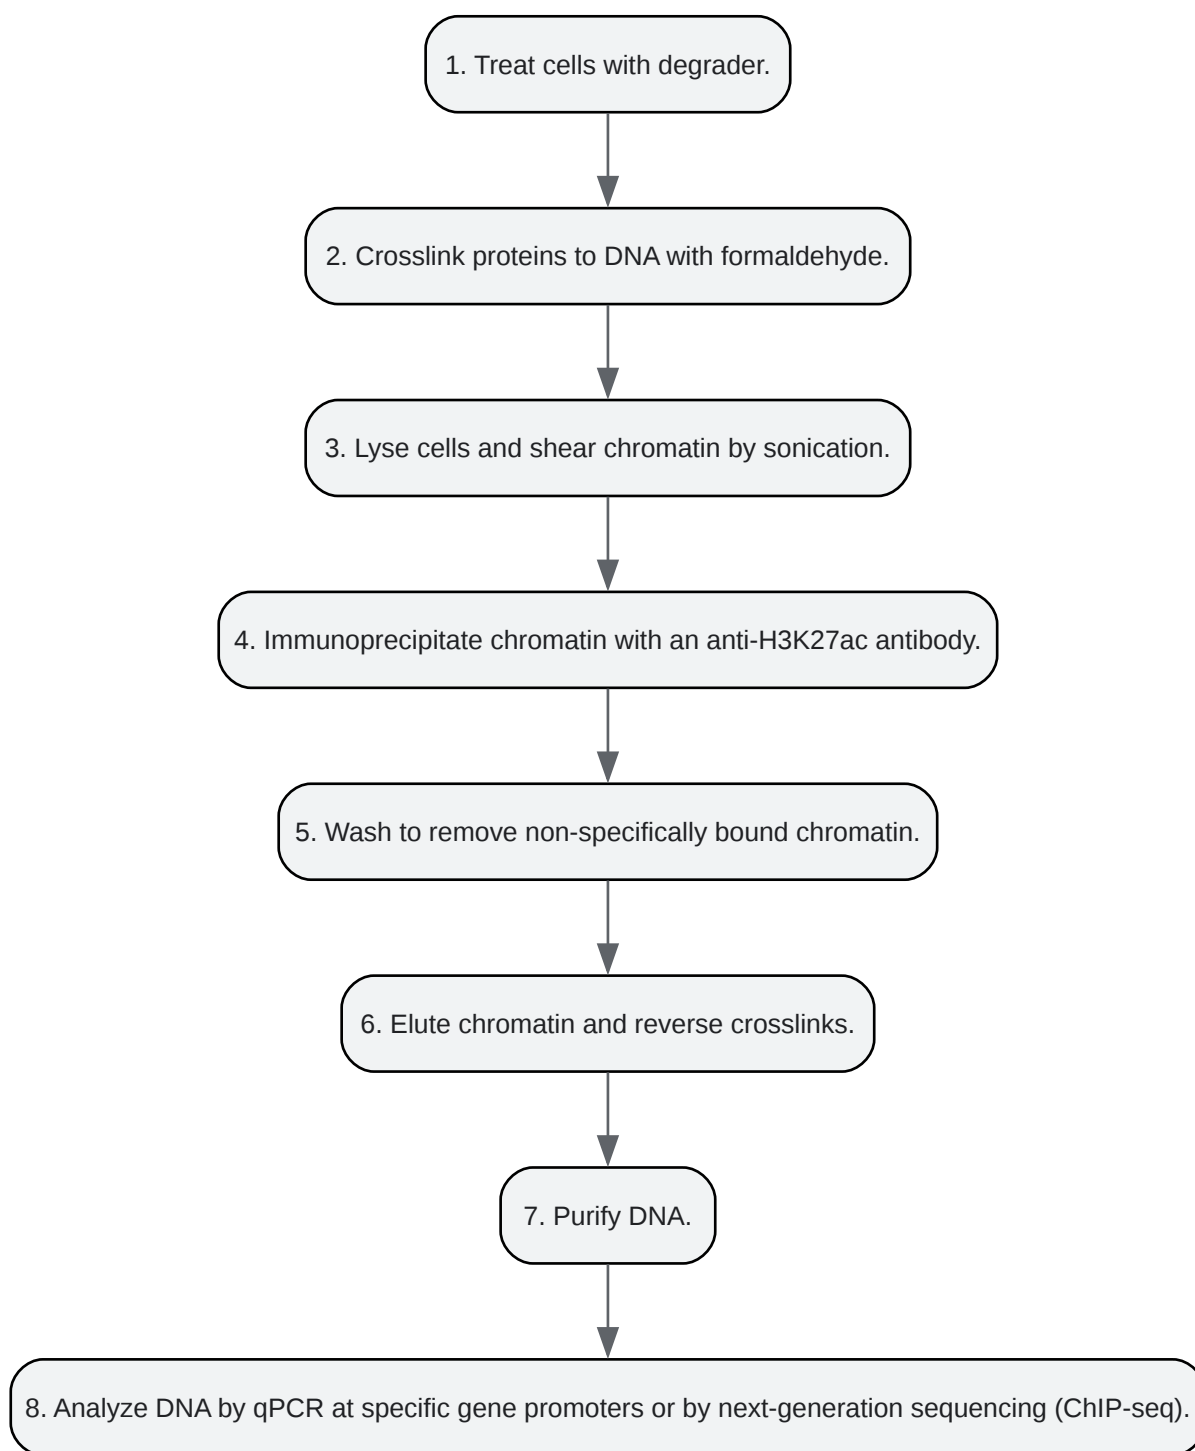 1. Treat cells with degrader.
2. Crosslink proteins to DNA with formaldehyde.
3. Lyse cells and shear chromatin by sonication.
4. Immunoprecipitate chromatin with an anti-H3K27ac antibody.
5. Wash to remove non-specifically bound chromatin.
6. Elute chromatin and reverse crosslinks.
7. Purify DNA.
8. Analyze DNA by qPCR at specific gene promoters or by next-generation sequencing (ChIP-seq).